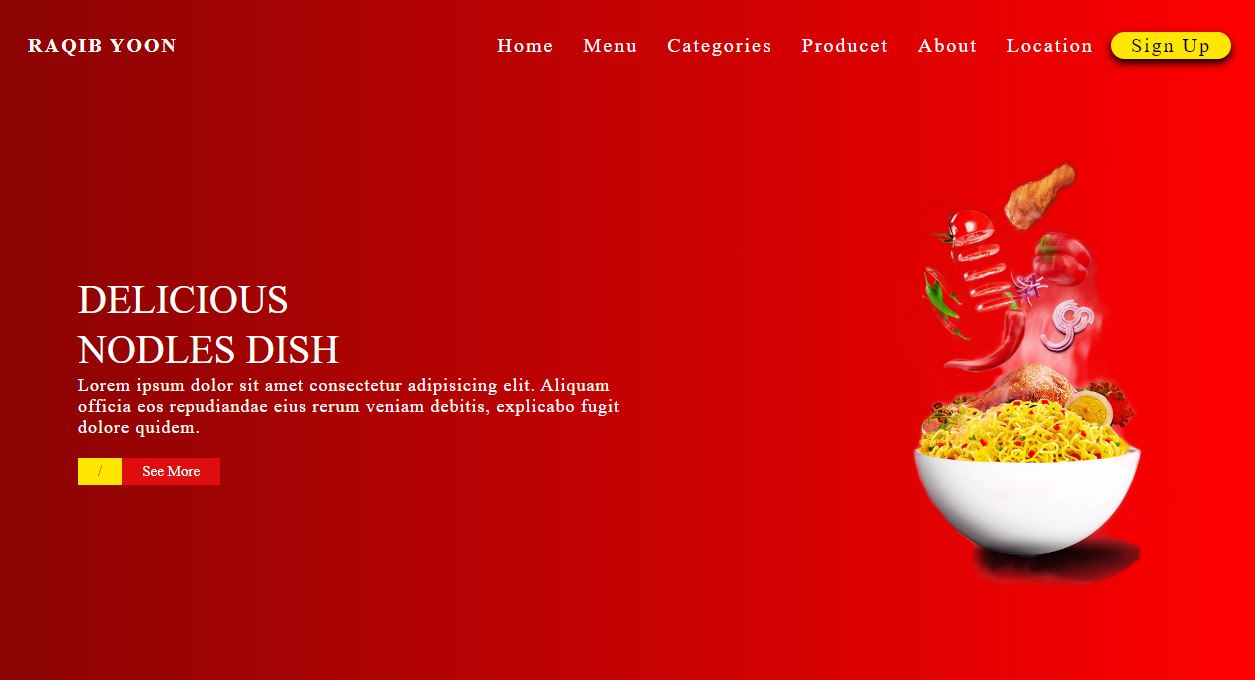 RAQIB YOON
Home Menu Categories Producet About Location Sign Up
DELICIOUS
NODLES DISH
Lorem ipsum dolor sit amet consectetur adipisicing elit. Aliquam
officia eos repudiandae eius rerum veniam debitis, explicabo fugit
dolore quidem.
/ See More